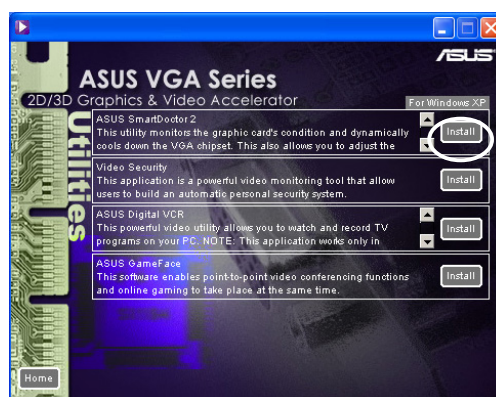 ASUS
ASUS VGA Series
2D/3D Graphics & Video Accelerator
For Windows XP
Utilities
ASUS SmartDoctor 2
This utility monitors the graphic card's condition and dynamically
cools down the VGA chipset. This also allows you to adjust the
Install
Video Security
This application is a powerful video monitoring tool that allow
users to build an automatic personal security system.
Install
ASUS Digital VCR
This powerful video utility allows you to watch and record TV
programs on your PC. NOTE: This application works only in
Install
ASUS GameFace
This software enables point-to-point video conferencing functions
and online gaming to take place at the same time.
Install
Home